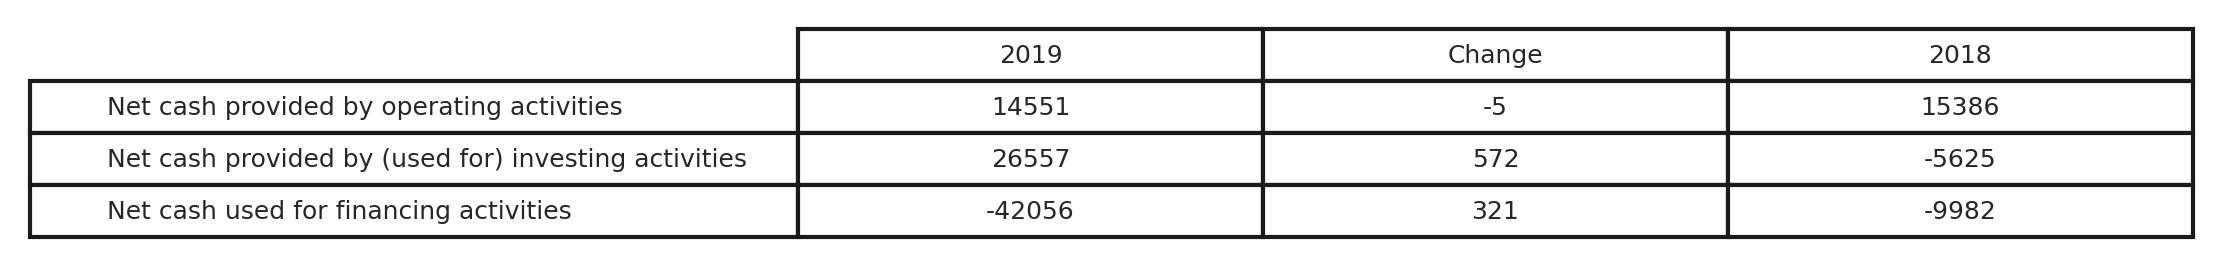 2019 Change 2018
Net cash provided by operating activities 14551 -5 15386
Net cash provided by (used for) investing activities 26557 572 -5625
Net cash used for financing activities -42056 321 -9982